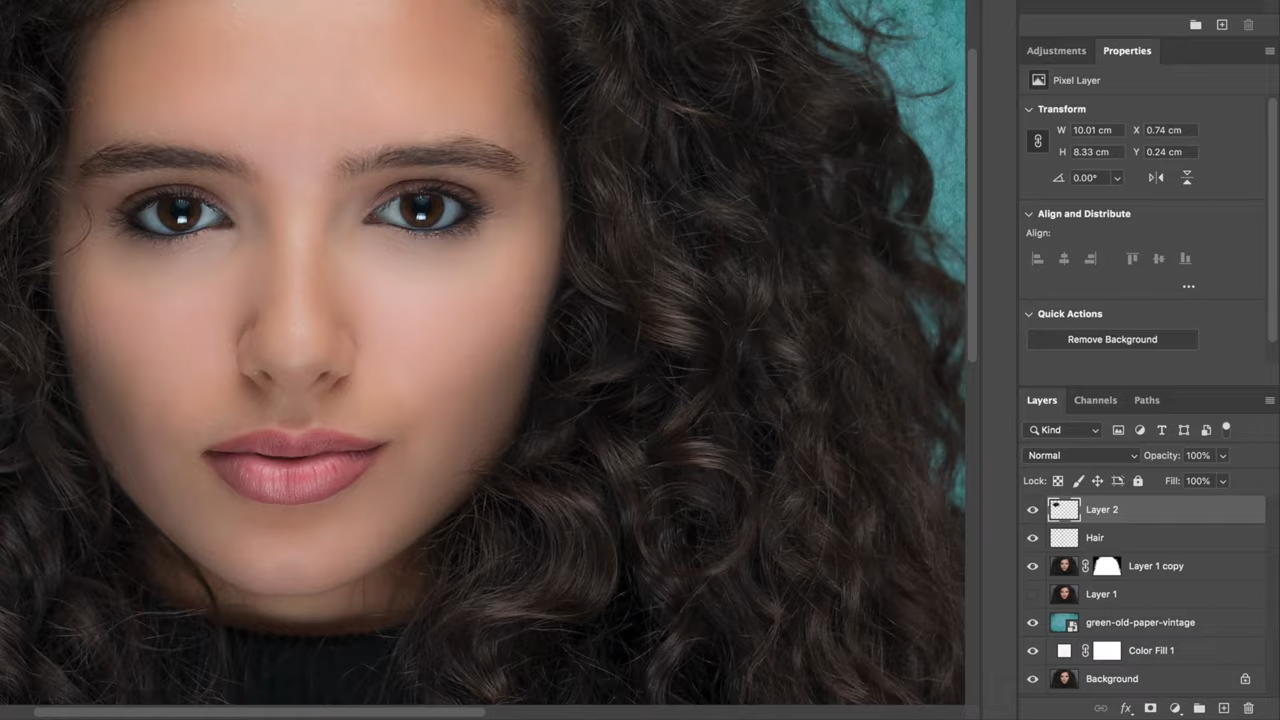 Adjustments Properties
Pixel Layer
Transform
W 10.01 cm X 0.74 cm
H 8.33 cm Y 0.24 cm
0.00°
Align and Distribute
Align:
Quick Actions
Remove Background
Layers Channels Paths
Kind
Normal Opacity: 100%
Lock: Fill: 100%
Layer 2
Hair
Layer 1 copy
Layer 1
green-old-paper-vintage
Color Fill 1
Background
fx